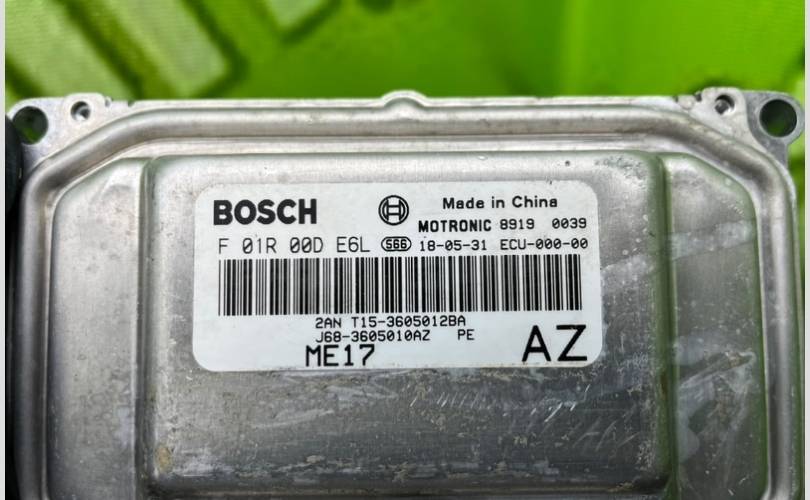 BOSCH Made in China
MOTRONIC 8919 0039
F 01R 00D E6L S66 18-05-31 ECU-000-00
2AN T15-3605012BA
J68-3605010AZ PE
ME17 AZ